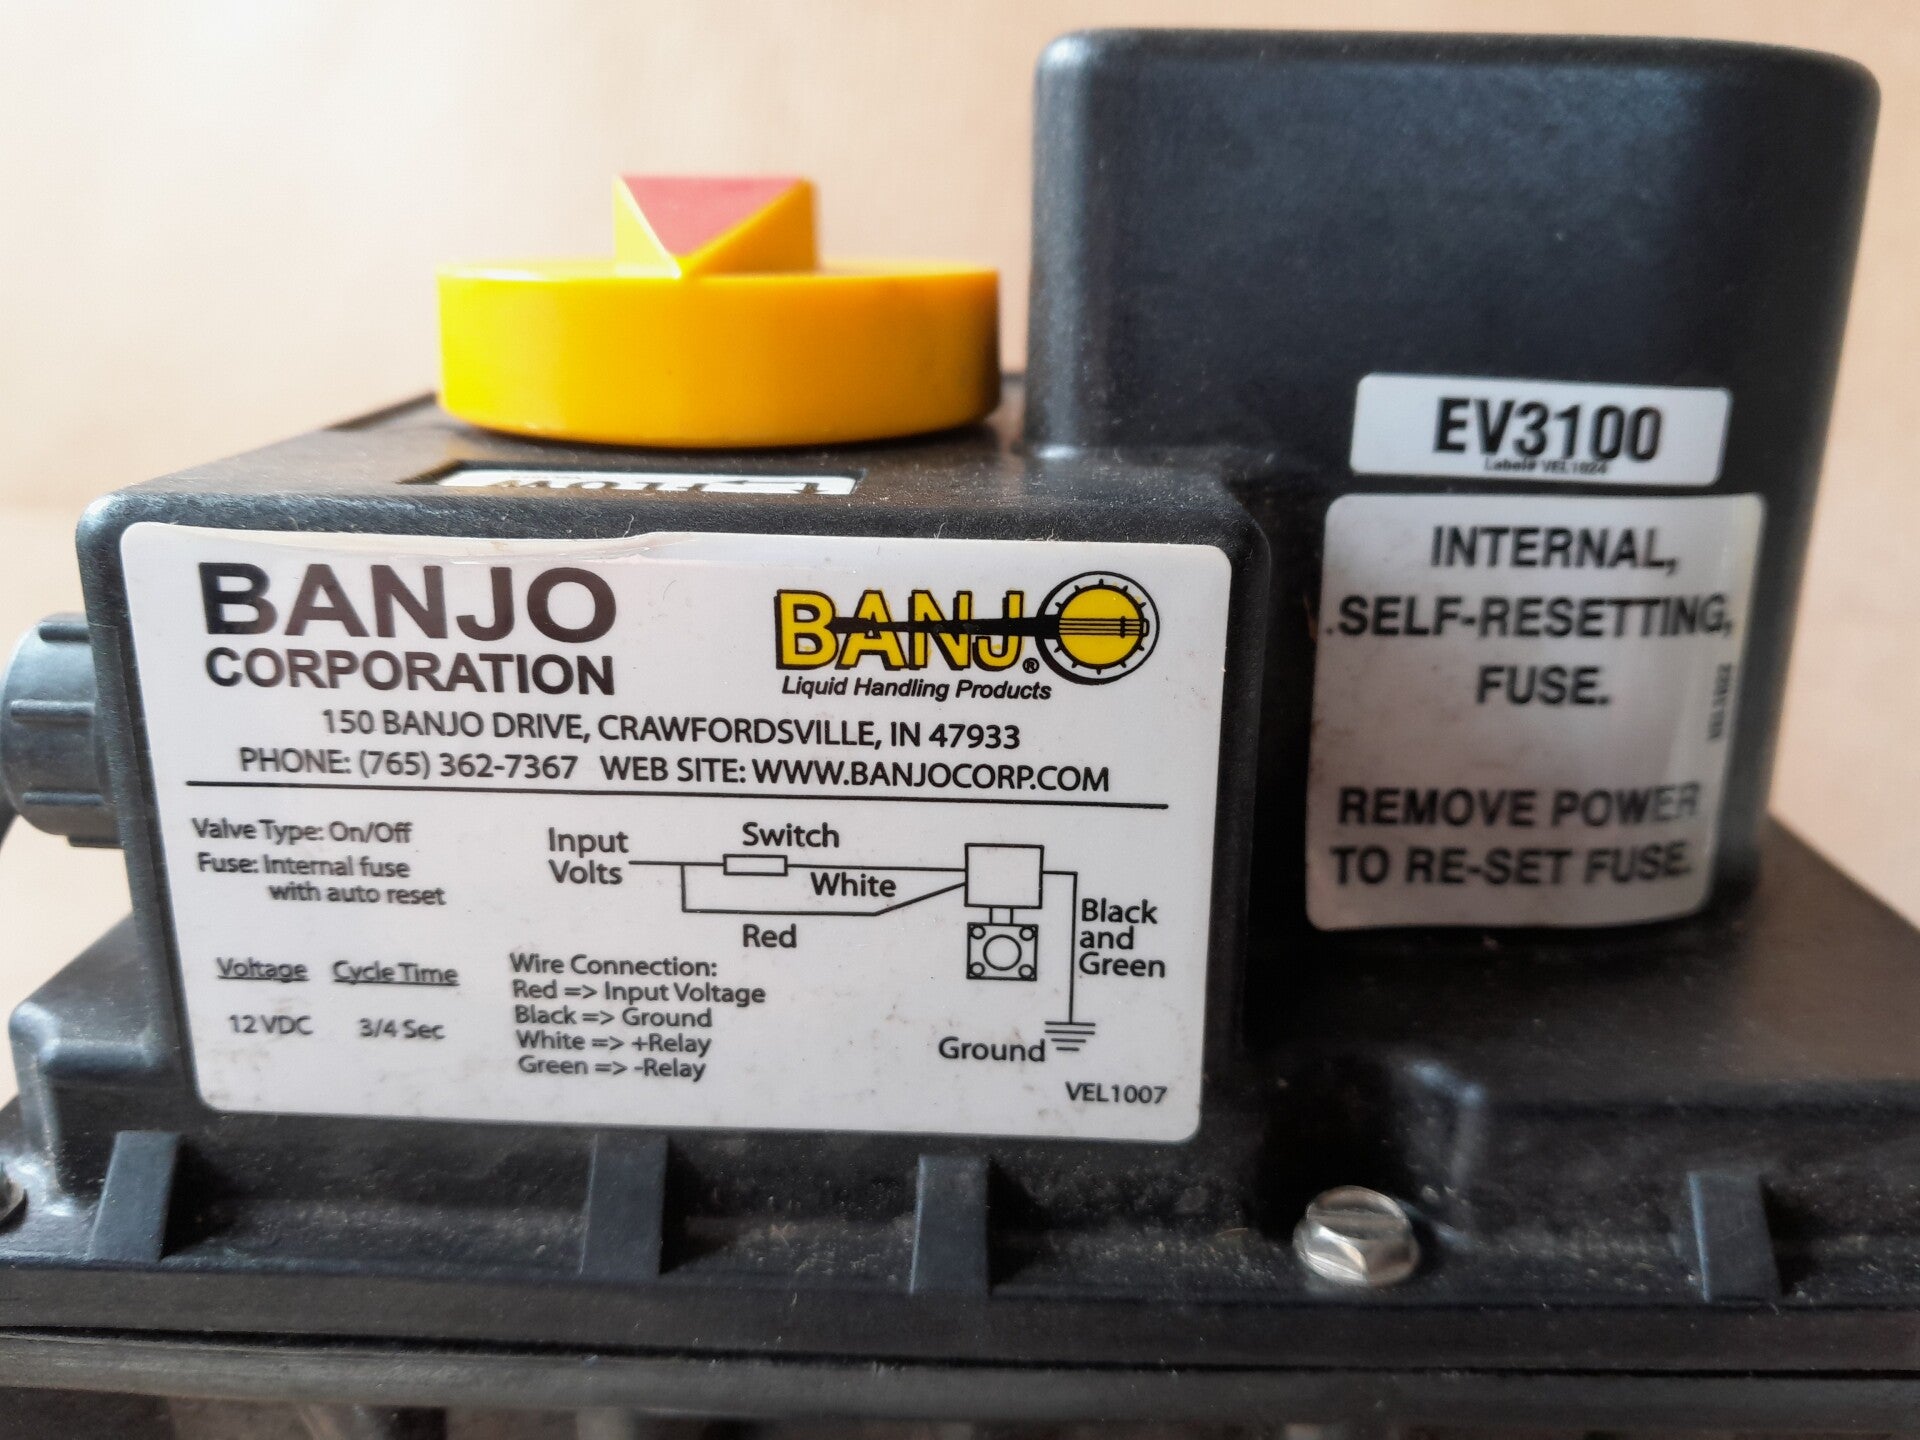 EV3100
Label# VEL1024
INTERNAL,
SELF-RESETTING,
FUSE.
REMOVE POWER
TO RE-SET FUSE.
FLOW
BANJO
CORPORATION
BANJO®
Liquid Handling Products
150 BANJO DRIVE, CRAWFORDSVILLE, IN 47933
PHONE: (765) 362-7367 WEB SITE: WWW.BANJOCORP.COM
Valve Type: On/Off
Fuse: Internal fuse
with auto reset
Voltage Cycle Time
12 VDC 3/4 Sec
Input
Volts
Switch
White
Red
Black
and
Green
Ground
Wire Connection:
Red => Input Voltage
Black => Ground
White => +Relay
Green => -Relay
VEL1007